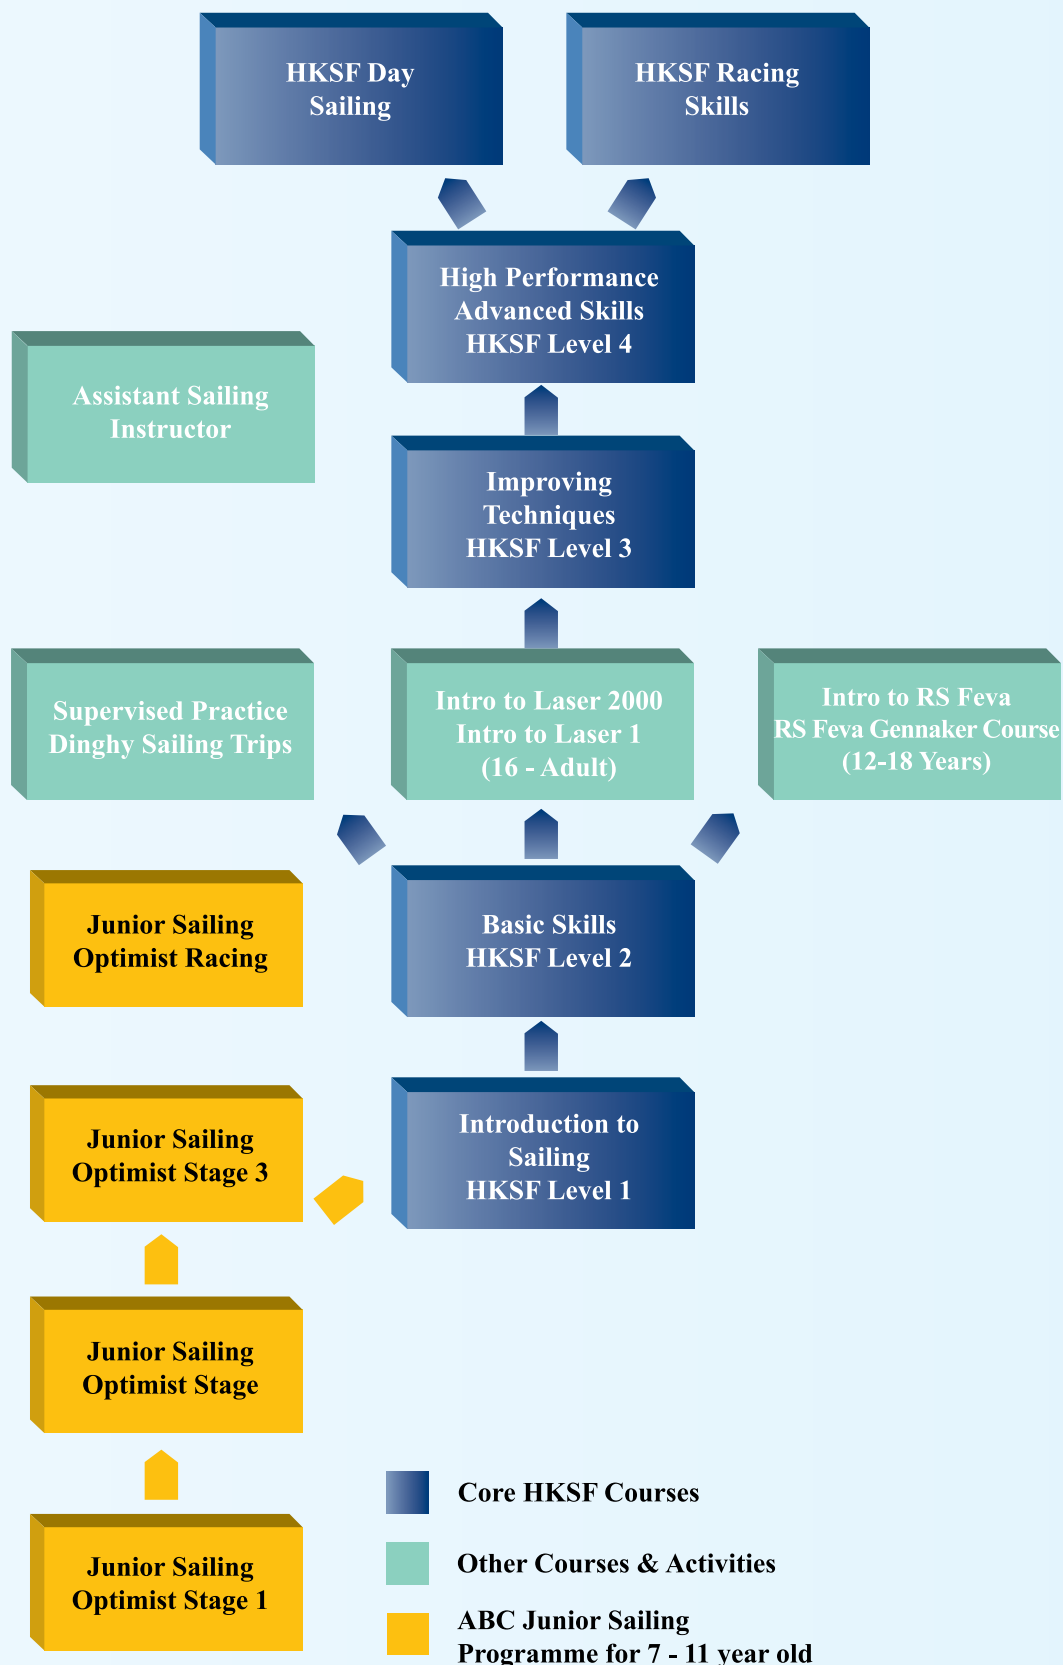 HKSF Day
Sailing
HKSF Racing
Skills
High Performance
Advanced Skills
HKSF Level 4
Assistant Sailing
Instructor
Improving
Techniques
HKSF Level 3
Supervised Practice
Dinghy Sailing Trips
Intro to Laser 2000
Intro to Laser 1
(16 - Adult)
Intro to RS Feva
RS Feva Gennaker Course
(12-18 Years)
Junior Sailing
Optimist Racing
Basic Skills
HKSF Level 2
Junior Sailing
Optimist Stage 3
Introduction to
Sailing
HKSF Level 1
Junior Sailing
Optimist Stage
Junior Sailing
Optimist Stage 1
Core HKSF Courses
Other Courses & Activities
ABC Junior Sailing
Programme for 7 - 11 year old